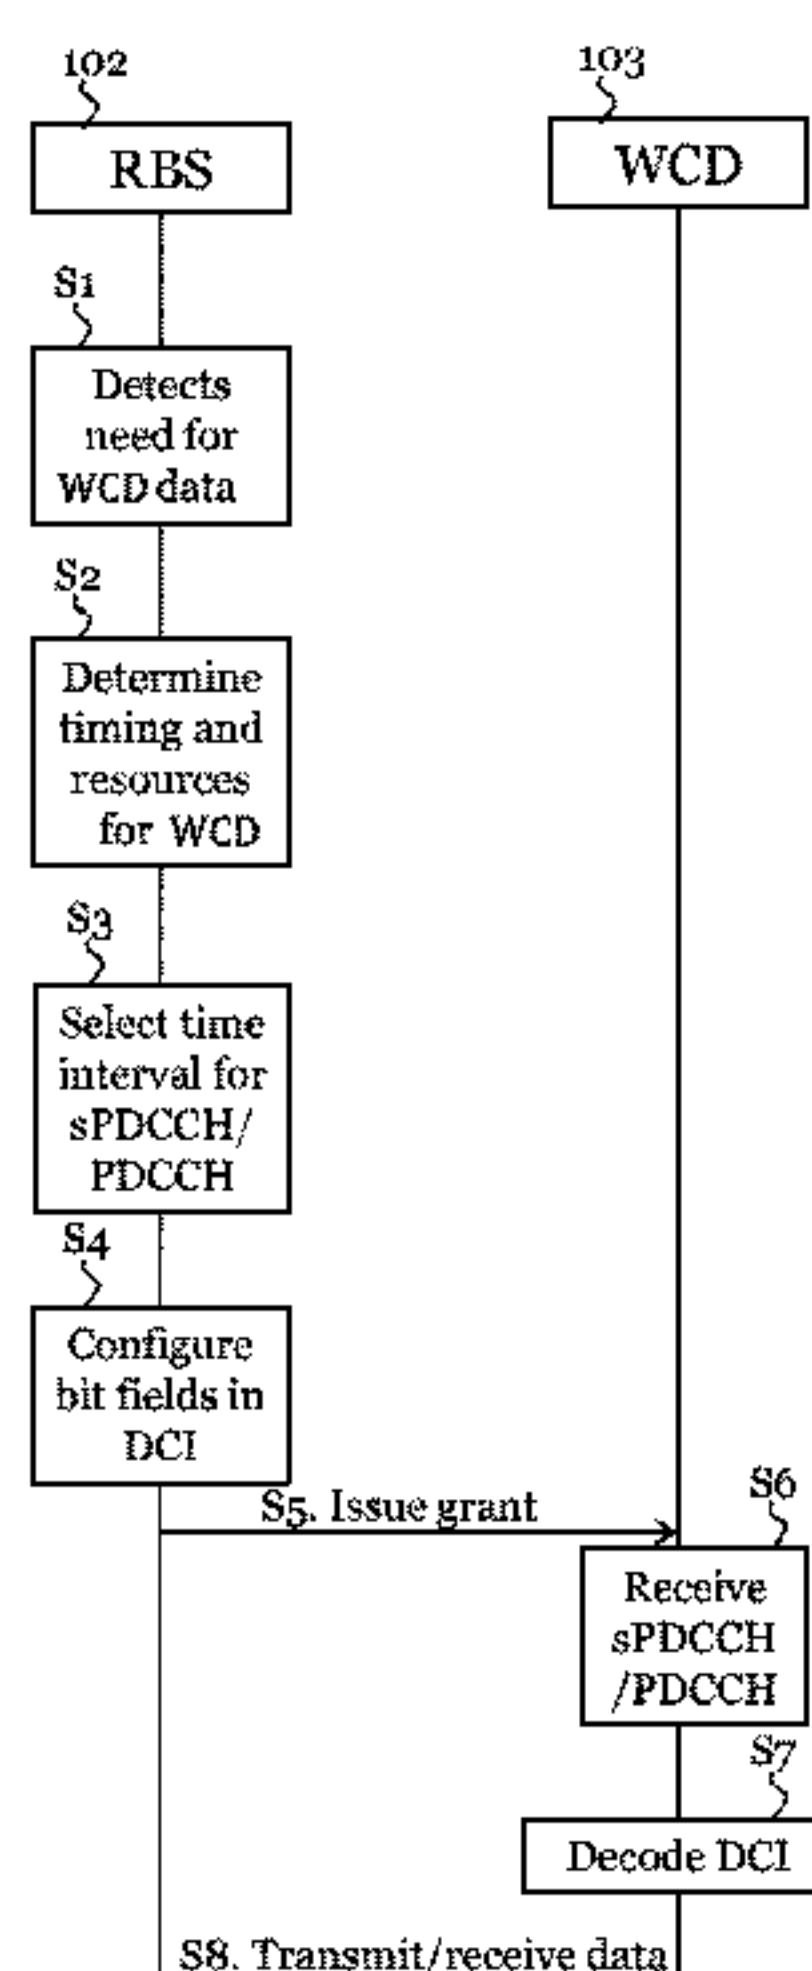 102
103
RBS
WCD
S1
Detects
need for
WCD data
S2
Determine
timing and
resources
for WCD
S3
Select time
interval for
sPDCCH/
PDCCH
S4
Configure
bit fields in
DCI
S5. Issue grant
S6
Receive
sPDCCH
/PDCCH
S7
Decode DCI
S8. Transmit/receive data